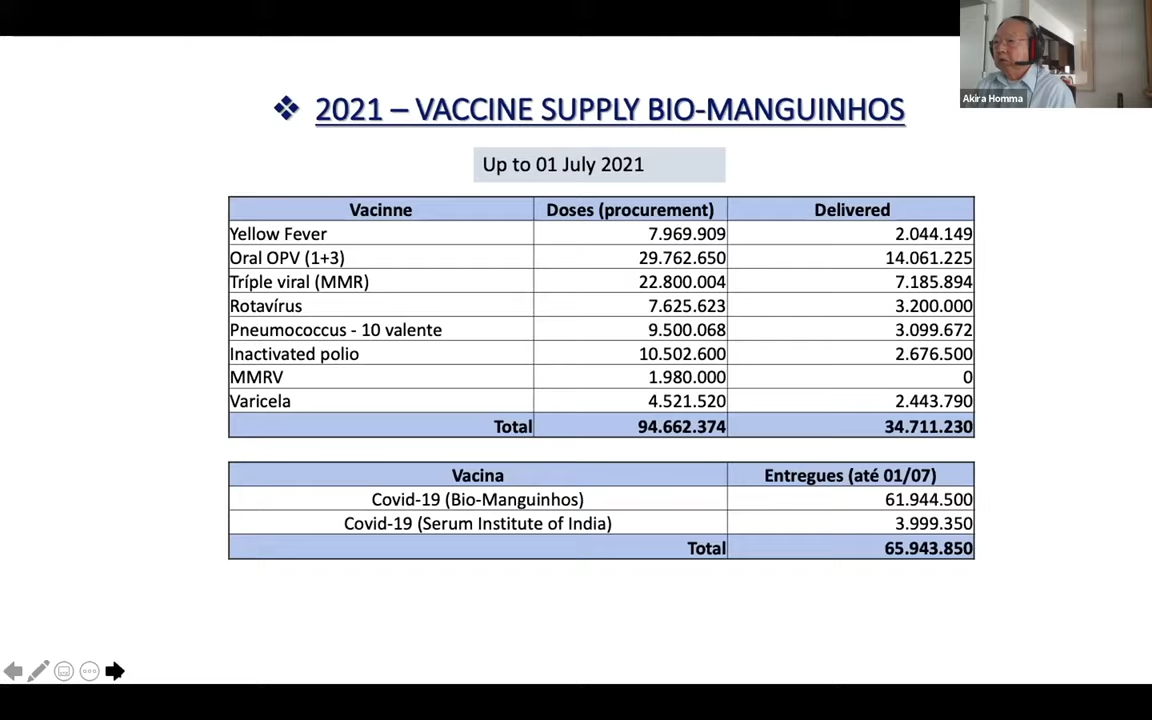 Akira Homma
❖ 2021 – VACCINE SUPPLY BIO-MANGUINHOS
Up to 01 July 2021
Vacinne Doses (procurement) Delivered
Yellow Fever 7.969.909 2.044.149
Oral OPV (1+3) 29.762.650 14.061.225
Tríple viral (MMR) 22.800.004 7.185.894
Rotavírus 7.625.623 3.200.000
Pneumococcus - 10 valente 9.500.068 3.099.672
Inactivated polio 10.502.600 2.676.500
MMRV 1.980.000 0
Varicela 4.521.520 2.443.790
Total 94.662.374 34.711.230
Vacina Entregues (até 01/07)
Covid-19 (Bio-Manguinhos) 61.944.500
Covid-19 (Serum Institute of India) 3.999.350
Total 65.943.850